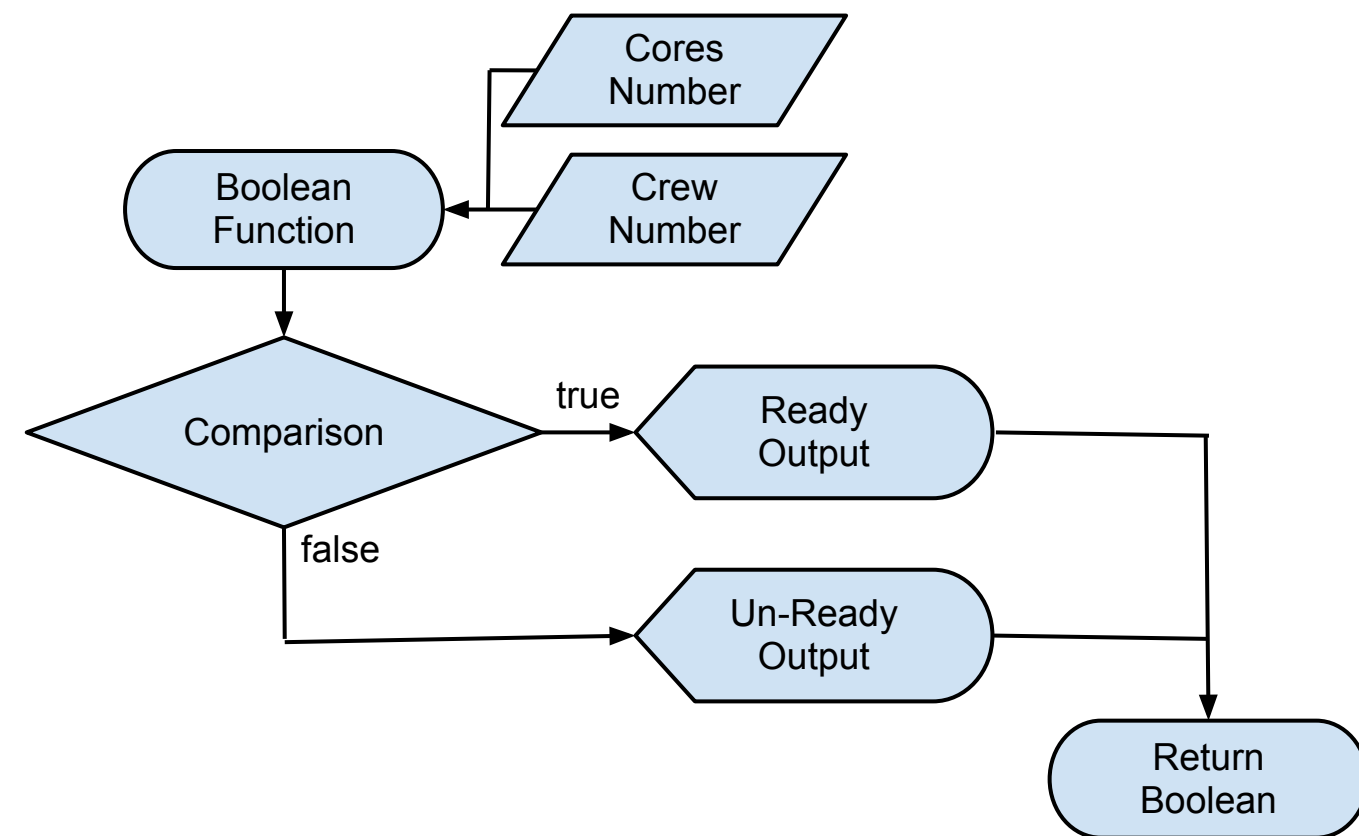 Cores
Number
Crew
Number
Boolean
Function
Comparison
true
Ready
Output
false
Un-Ready
Output
Return
Boolean